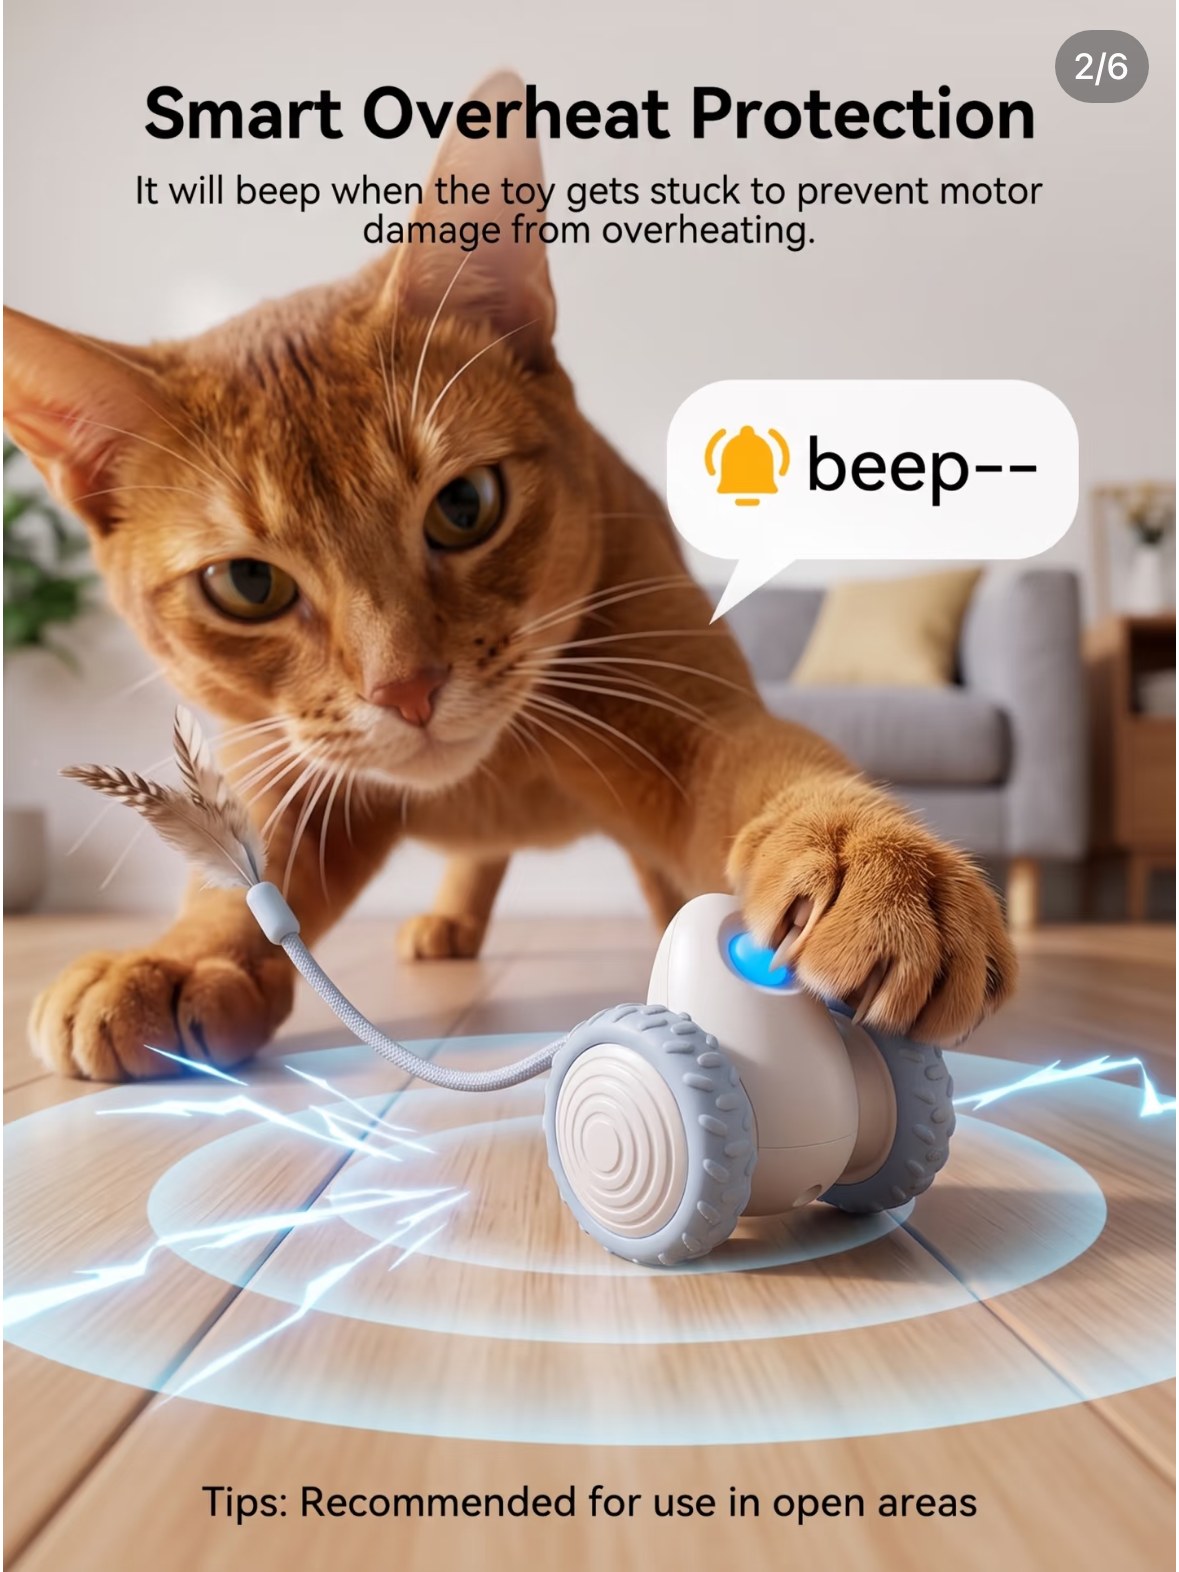 2/6
Smart Overheat Protection
It will beep when the toy gets stuck to prevent motor
damage from overheating.
beep--
Tips: Recommended for use in open areas